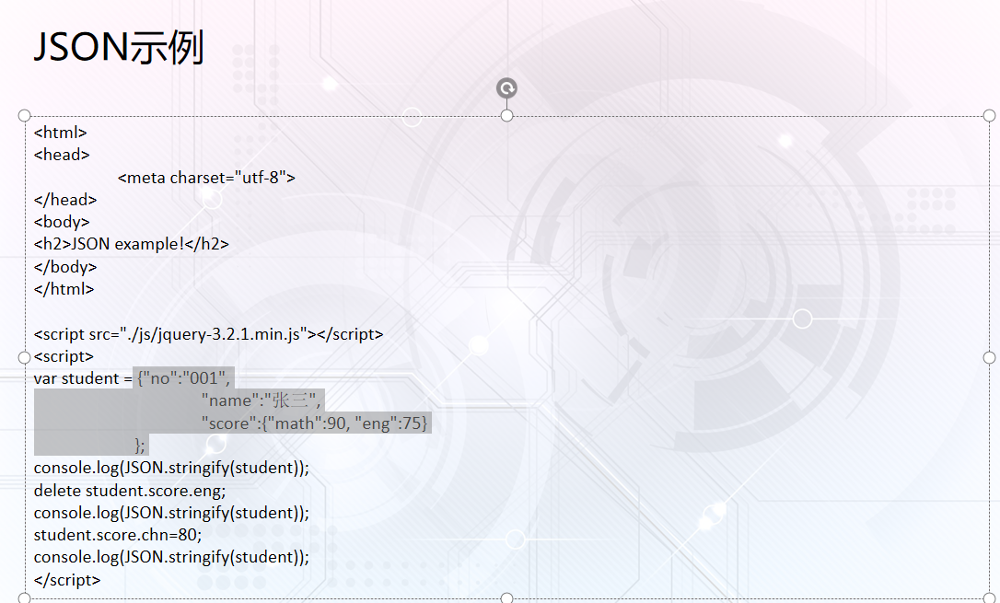 JSON示例
<html>
<head>
<meta charset="utf-8">
</head>
<body>
<h2>JSON example!</h2>
</body>
</html>
<script src="./js/jquery-3.2.1.min.js"></script>
<script>
var student = {"no":"001",
"name":"张三",
"score":{"math":90, "eng":75}
};
console.log(JSON.stringify(student));
delete student.score.eng;
console.log(JSON.stringify(student));
student.score.chn=80;
console.log(JSON.stringify(student));
</script>